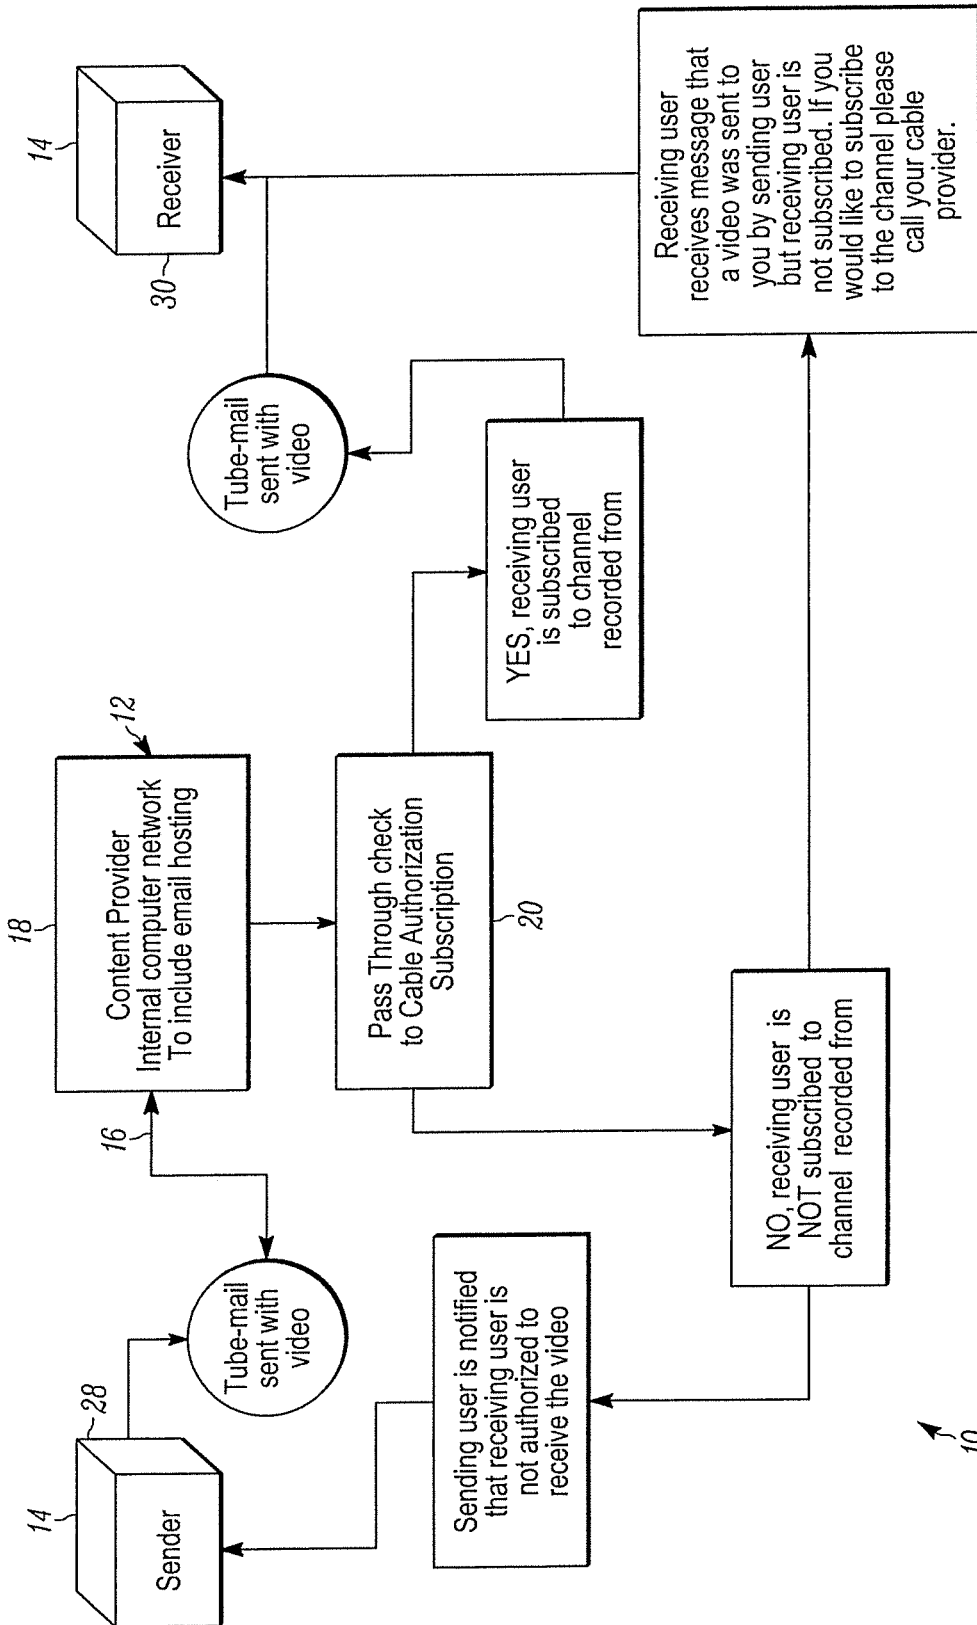 14
28
Sender
Tube-mail
sent with
video
16
18
12
Content Provider
Internal computer network
To include email hosting
Pass Through check
to Cable Authorization
Subscription
20
YES, receiving user
is subscribed
to channel
recorded from
Tube-mail
sent with
video
14
Receiver
30
Sending user is notified
that receiving user is
not authorized to
receive the video
NO, receiving user is
NOT subscribed to
channel recorded from
Receiving user
receives message that
a video was sent to
you by sending user
but receiving user is
not subscribed. If you
would like to subscribe
to the channel please
call your cable
provider.
10